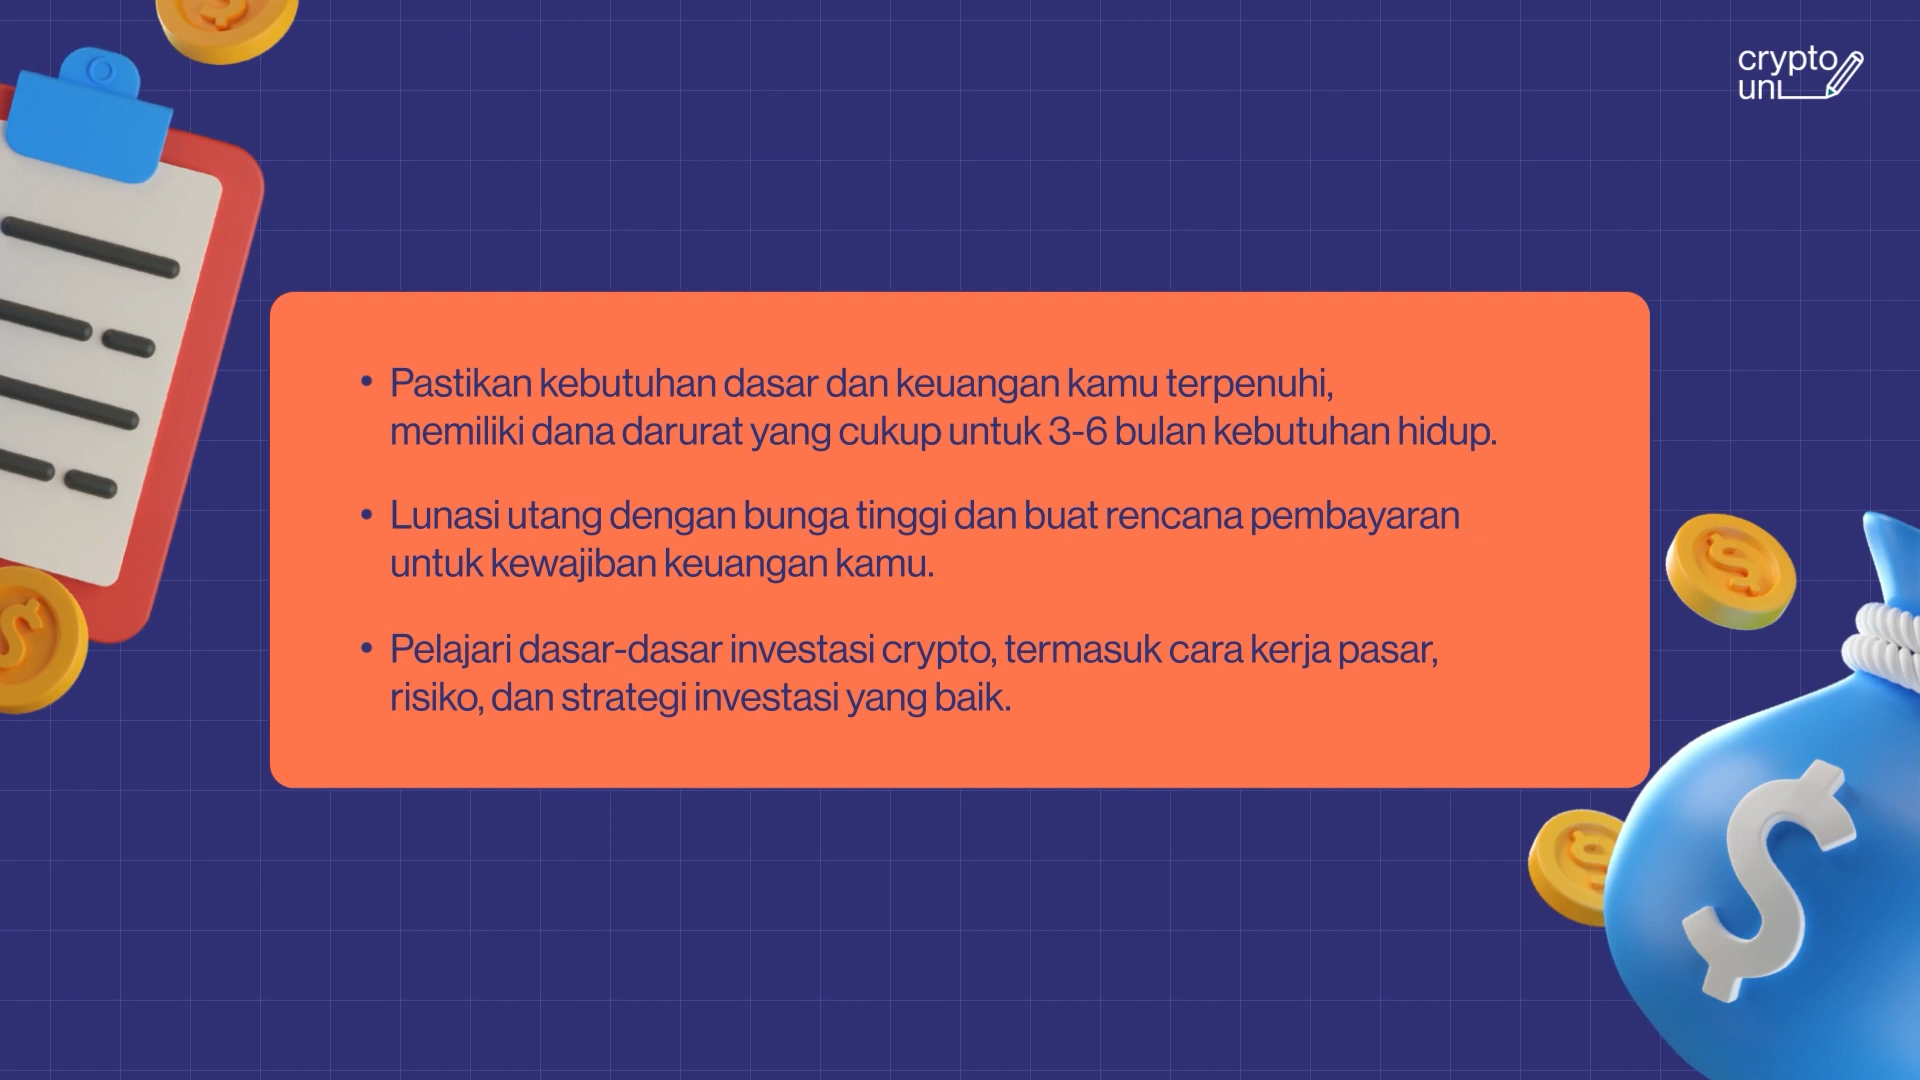 crypto
uni
• Pastikan kebutuhan dasar dan keuangan kamu terpenuhi,
memiliki dana darurat yang cukup untuk 3-6 bulan kebutuhan hidup.
• Lunasi utang dengan bunga tinggi dan buat rencana pembayaran
untuk kewajiban keuangan kamu.
• Pelajari dasar-dasar investasi crypto, termasuk cara kerja pasar,
risiko, dan strategi investasi yang baik.
$
$
$
$
$